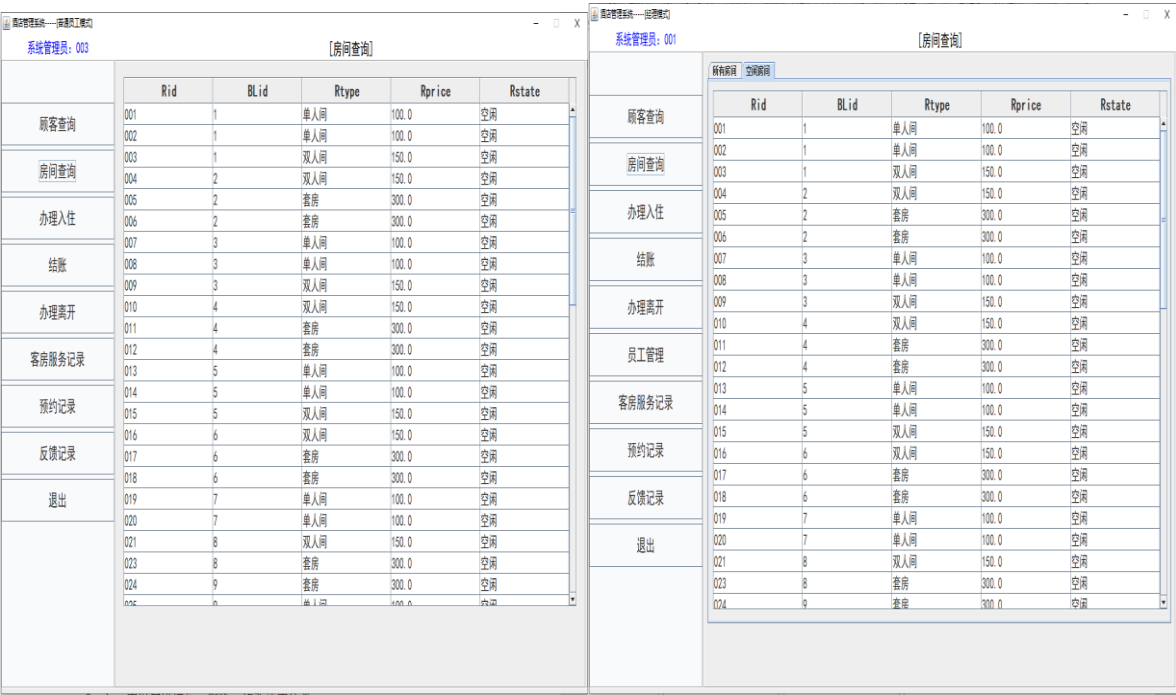 酒店管理系统-----[普通员工模式]
系统管理员: 003
[房间查询]
顾客查询
房间查询
办理入住
结账
办理离开
客房服务记录
预约记录
反馈记录
退出
Rid BLid Rtype Rprice Rstate
001 1 单人间 100.0 空闲
002 1 单人间 100.0 空闲
003 1 双人间 150.0 空闲
004 2 双人间 150.0 空闲
005 2 套房 300.0 空闲
006 2 套房 300.0 空闲
007 3 单人间 100.0 空闲
008 3 单人间 100.0 空闲
009 3 双人间 150.0 空闲
010 4 双人间 150.0 空闲
011 4 套房 300.0 空闲
012 4 套房 300.0 空闲
013 5 单人间 100.0 空闲
014 5 单人间 100.0 空闲
015 5 双人间 150.0 空闲
016 6 双人间 150.0 空闲
017 6 套房 300.0 空闲
018 6 套房 300.0 空闲
019 7 单人间 100.0 空闲
020 7 单人间 100.0 空闲
021 8 双人间 150.0 空闲
023 8 套房 300.0 空闲
024 9 套房 300.0 空闲
025 9 单人间 100.0 空闲
酒店管理系统-----[经理模式]
系统管理员: 001
[房间查询]
顾客查询
房间查询
办理入住
结账
办理离开
员工管理
客房服务记录
预约记录
反馈记录
退出
所有房间 空闲房间
Rid BLid Rtype Rprice Rstate
001 1 单人间 100.0 空闲
002 1 单人间 100.0 空闲
003 1 双人间 150.0 空闲
004 2 双人间 150.0 空闲
005 2 套房 300.0 空闲
006 2 套房 300.0 空闲
007 3 单人间 100.0 空闲
008 3 单人间 100.0 空闲
009 3 双人间 150.0 空闲
010 4 双人间 150.0 空闲
011 4 套房 300.0 空闲
012 4 套房 300.0 空闲
013 5 单人间 100.0 空闲
014 5 单人间 100.0 空闲
015 5 双人间 150.0 空闲
016 6 双人间 150.0 空闲
017 6 套房 300.0 空闲
018 6 套房 300.0 空闲
019 7 单人间 100.0 空闲
020 7 单人间 100.0 空闲
021 8 双人间 150.0 空闲
023 8 套房 300.0 空闲
024 9 套房 300.0 空闲